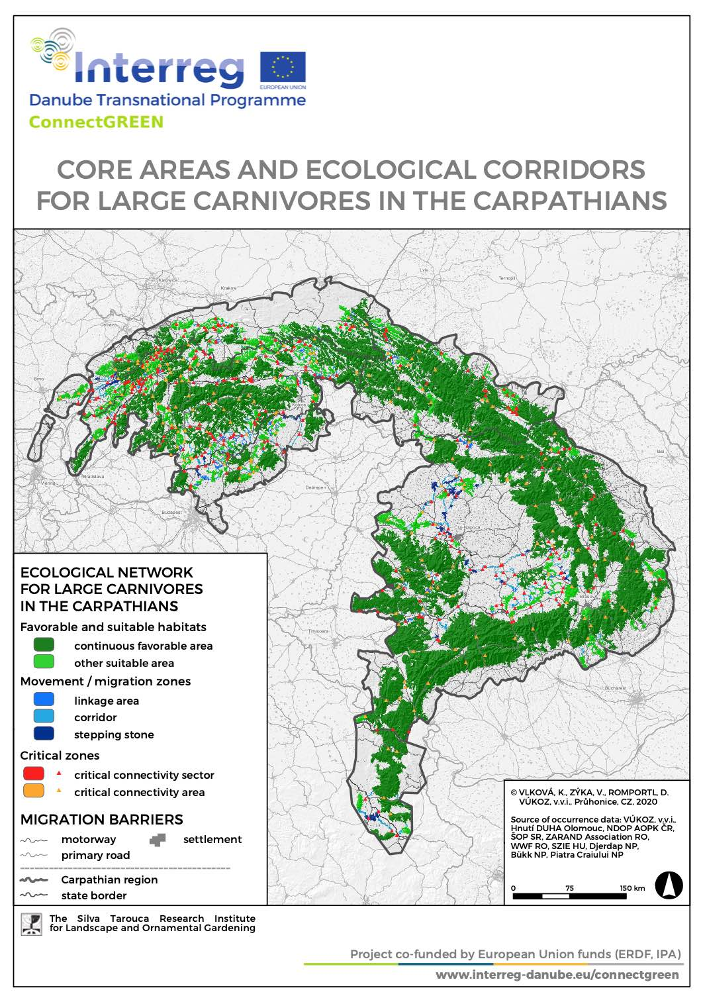 Interreg
EUROPEAN UNION
Danube Transnational Programme
ConnectGREEN
CORE AREAS AND ECOLOGICAL CORRIDORS
FOR LARGE CARNIVORES IN THE CARPATHIANS
Lviv
Ternopil
Katowice
Krakow
Ostrava
Brno
Iasi
Bratislava
Vienna
Debrecen
Budapest
Cluj-Napoca
Brasov
Timisoara
Bucharest
ECOLOGICAL NETWORK
FOR LARGE CARNIVORES
IN THE CARPATHIANS
Favorable and suitable habitats
continuous favorable area
other suitable area
Movement / migration zones
linkage area
corridor
stepping stone
Critical zones
critical connectivity sector
critical connectivity area
MIGRATION BARRIERS
motorway
settlement
primary road
Carpathian region
state border
© VLKOVÁ, K., ZÝKA, V., ROMPORTL, D.
VÚKOZ, v.v.i., Průhonice, CZ, 2020
Source of occurrence data: VÚKOZ, v.v.i.,
Hnutí DUHA Olomouc, NDOP AOPK ČR,
ŠOP SR, ZARAND Association RO,
WWF RO, SZIE HU, Djerdap NP,
Bükk NP, Piatra Craiului NP
0 75 150 km
The Silva Tarouca Research Institute
for Landscape and Ornamental Gardening
Project co-funded by European Union funds (ERDF, IPA)
www.interreg-danube.eu/connectgreen